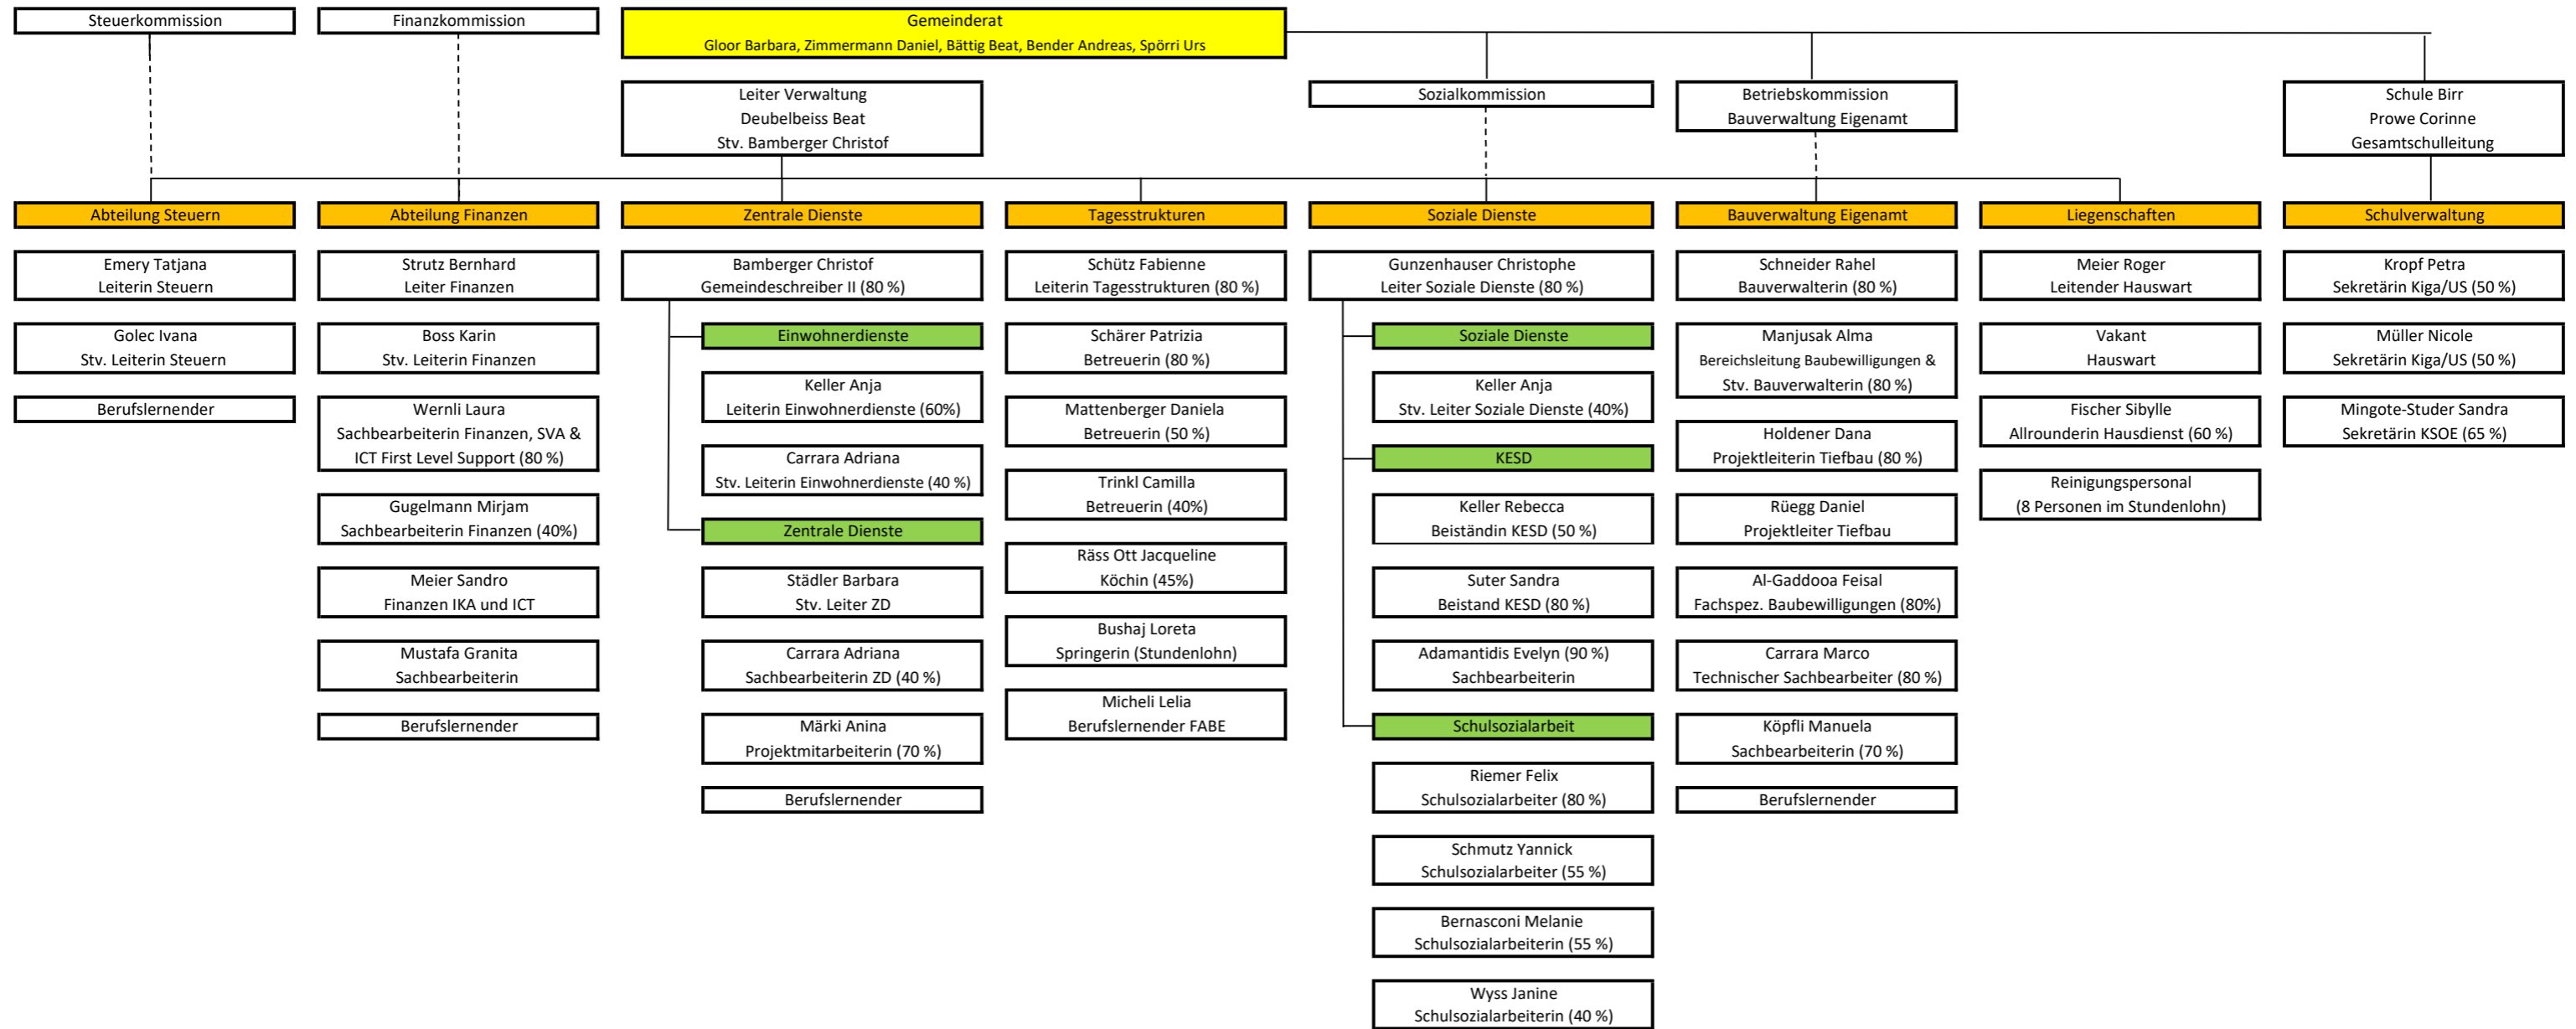 Steuerkommission
Finanzkommission
Gemeinderat
Gloor Barbara, Zimmermann Daniel, Bättig Beat, Bender Andreas, Spörri Urs
Leiter Verwaltung
Deubelbeiss Beat
Stv. Bamberger Christof
Sozialkommission
Betriebskommission
Bauverwaltung Eigenamt
Schule Birr
Prowe Corinne
Gesamtschulleitung
Abteilung Steuern
Emery Tatjana
Leiterin Steuern
Golec Ivana
Stv. Leiterin Steuern
Berufslernender
Abteilung Finanzen
Strutz Bernhard
Leiter Finanzen
Boss Karin
Stv. Leiterin Finanzen
Wernli Laura
Sachbearbeiterin Finanzen, SVA &
ICT First Level Support (80 %)
Gugelmann Mirjam
Sachbearbeiterin Finanzen (40%)
Meier Sandro
Finanzen IKA und ICT
Mustafa Granita
Sachbearbeiterin
Berufslernender
Zentrale Dienste
Bamberger Christof
Gemeindeschreiber II (80 %)
Einwohnerdienste
Keller Anja
Leiterin Einwohnerdienste (60%)
Carrara Adriana
Stv. Leiterin Einwohnerdienste (40 %)
Zentrale Dienste
Städler Barbara
Stv. Leiter ZD
Carrara Adriana
Sachbearbeiterin ZD (40 %)
Märki Anina
Projektmitarbeiterin (70 %)
Berufslernender
Tagesstrukturen
Schütz Fabienne
Leiterin Tagesstrukturen (80 %)
Schärer Patrizia
Betreuerin (80 %)
Mattenberger Daniela
Betreuerin (50 %)
Trinkl Camilla
Betreuerin (40%)
Räss Ott Jacqueline
Köchin (45%)
Bushaj Loreta
Springerin (Stundenlohn)
Micheli Lelia
Berufslernender FABE
Soziale Dienste
Gunzenhauser Christophe
Leiter Soziale Dienste (80 %)
Soziale Dienste
Keller Anja
Stv. Leiter Soziale Dienste (40%)
KESD
Keller Rebecca
Beiständin KESD (50 %)
Suter Sandra
Beistand KESD (80 %)
Adamantidis Evelyn (90 %)
Sachbearbeiterin
Schulsozialarbeit
Riemer Felix
Schulsozialarbeiter (80 %)
Schmutz Yannick
Schulsozialarbeiter (55 %)
Bernasconi Melanie
Schulsozialarbeiterin (55 %)
Wyss Janine
Schulsozialarbeiterin (40 %)
Bauverwaltung Eigenamt
Schneider Rahel
Bauverwalterin (80 %)
Manjusak Alma
Bereichsleitung Baubewilligungen &
Stv. Bauverwalterin (80 %)
Holdener Dana
Projektleiterin Tiefbau (80 %)
Rüegg Daniel
Projektleiter Tiefbau
Al-Gaddooa Feisal
Fachspez. Baubewilligungen (80%)
Carrara Marco
Technischer Sachbearbeiter (80 %)
Köpfli Manuela
Sachbearbeiterin (70 %)
Berufslernender
Liegenschaften
Meier Roger
Leitender Hauswart
Vakant
Hauswart
Fischer Sibylle
Allrounderin Hausdienst (60 %)
Reinigungspersonal
(8 Personen im Stundenlohn)
Schulverwaltung
Kropf Petra
Sekretärin Kiga/US (50 %)
Müller Nicole
Sekretärin Kiga/US (50 %)
Mingote-Studer Sandra
Sekretärin KSOE (65 %)